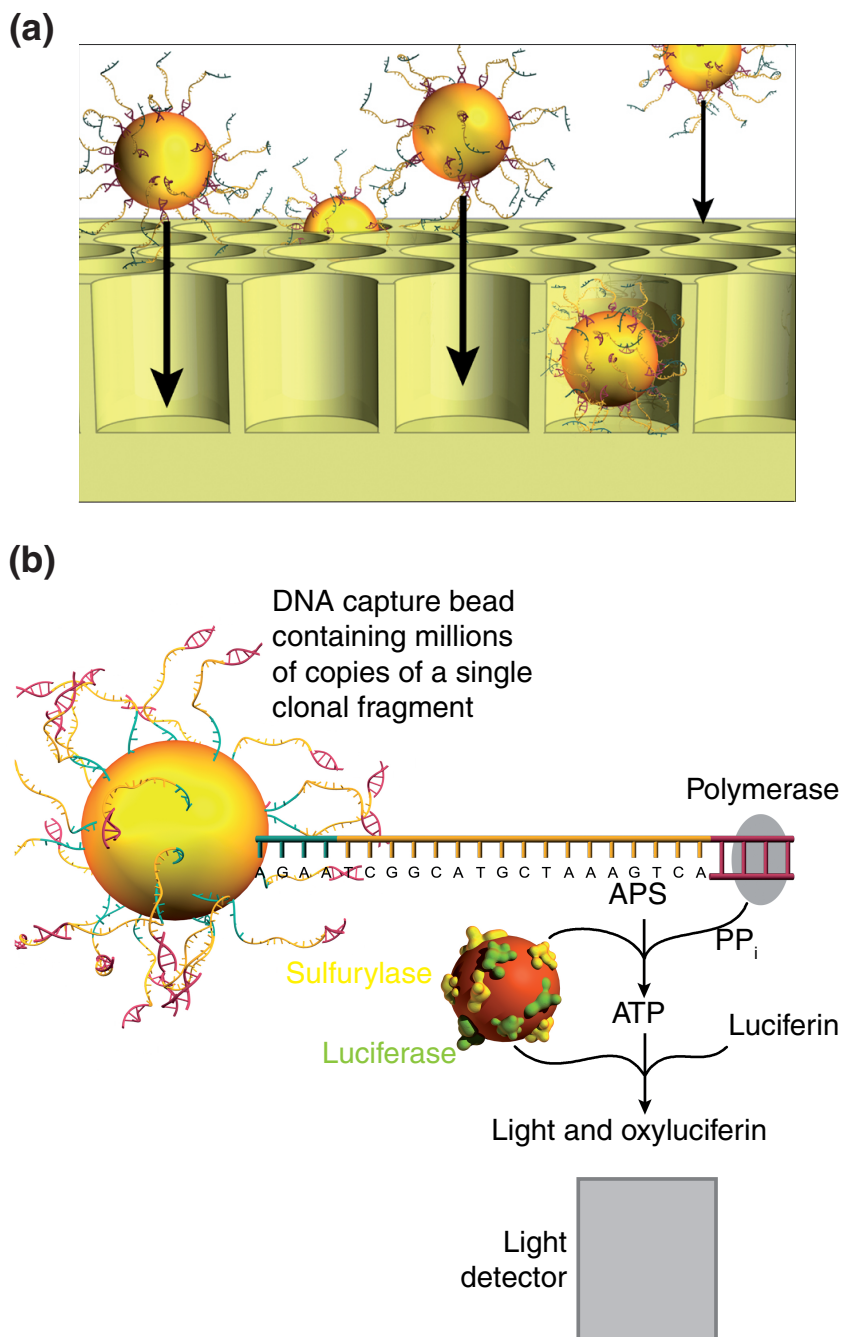 (a)
(b)
DNA capture bead
containing millions
of copies of a single
clonal fragment
Polymerase
A G A A T C G G C A T G C T A A A G T C A
APS
PPi
Sulfurylase
ATP
Luciferin
Luciferase
Light and oxyluciferin
Light
detector